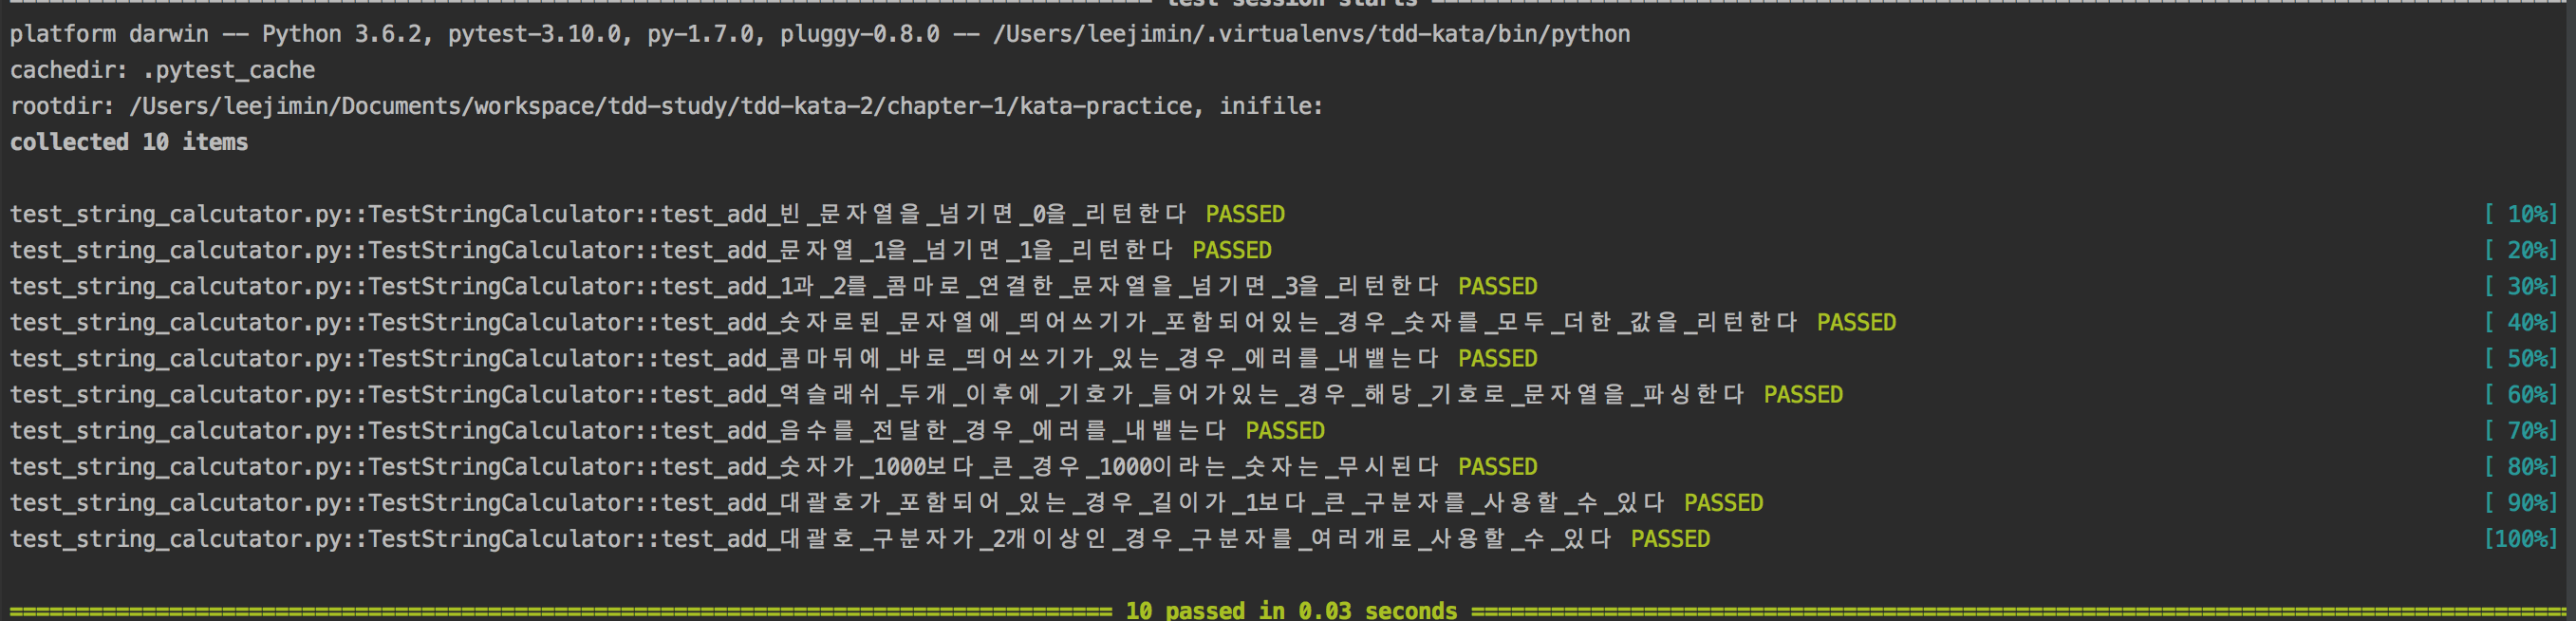 test session starts
platform darwin -- Python 3.6.2, pytest-3.10.0, py-1.7.0, pluggy-0.8.0 -- /Users/leejimin/.virtualenvs/tdd-kata/bin/python
cachedir: .pytest_cache
rootdir: /Users/leejimin/Documents/workspace/tdd-study/tdd-kata-2/chapter-1/kata-practice, inifile:
collected 10 items
test_string_calcutator.py::TestStringCalculator::test_add_빈_문자열을_넘기면_0을_리턴한다 PASSED [ 10%]
test_string_calcutator.py::TestStringCalculator::test_add_문자열_1을_넘기면_1을_리턴한다 PASSED [ 20%]
test_string_calcutator.py::TestStringCalculator::test_add_1과_2를_콤마로_연결한_문자열을_넘기면_3을_리턴한다 PASSED [ 30%]
test_string_calcutator.py::TestStringCalculator::test_add_숫자로된_문자열에_띄어쓰기가_포함되어있는_경우_숫자를_모두_더한_값을_리턴한다 PASSED [ 40%]
test_string_calcutator.py::TestStringCalculator::test_add_콤마뒤에_바로_띄어쓰기가_있는_경우_에러를_내뱉는다 PASSED [ 50%]
test_string_calcutator.py::TestStringCalculator::test_add_역슬래쉬_두개_이후에_기호가_들어가있는_경우_해당_기호로_문자열을_파싱한다 PASSED [ 60%]
test_string_calcutator.py::TestStringCalculator::test_add_음수를_전달한_경우_에러를_내뱉는다 PASSED [ 70%]
test_string_calcutator.py::TestStringCalculator::test_add_숫자가_1000보다_큰_경우_1000이라는_숫자는_무시된다 PASSED [ 80%]
test_string_calcutator.py::TestStringCalculator::test_add_대괄호가_포함되어_있는_경우_길이가_1보다_큰_구분자를_사용할_수_있다 PASSED [ 90%]
test_string_calcutator.py::TestStringCalculator::test_add_대괄호_구분자가_2개이상인_경우_구분자를_여러개로_사용할_수_있다 PASSED [100%]
10 passed in 0.03 seconds